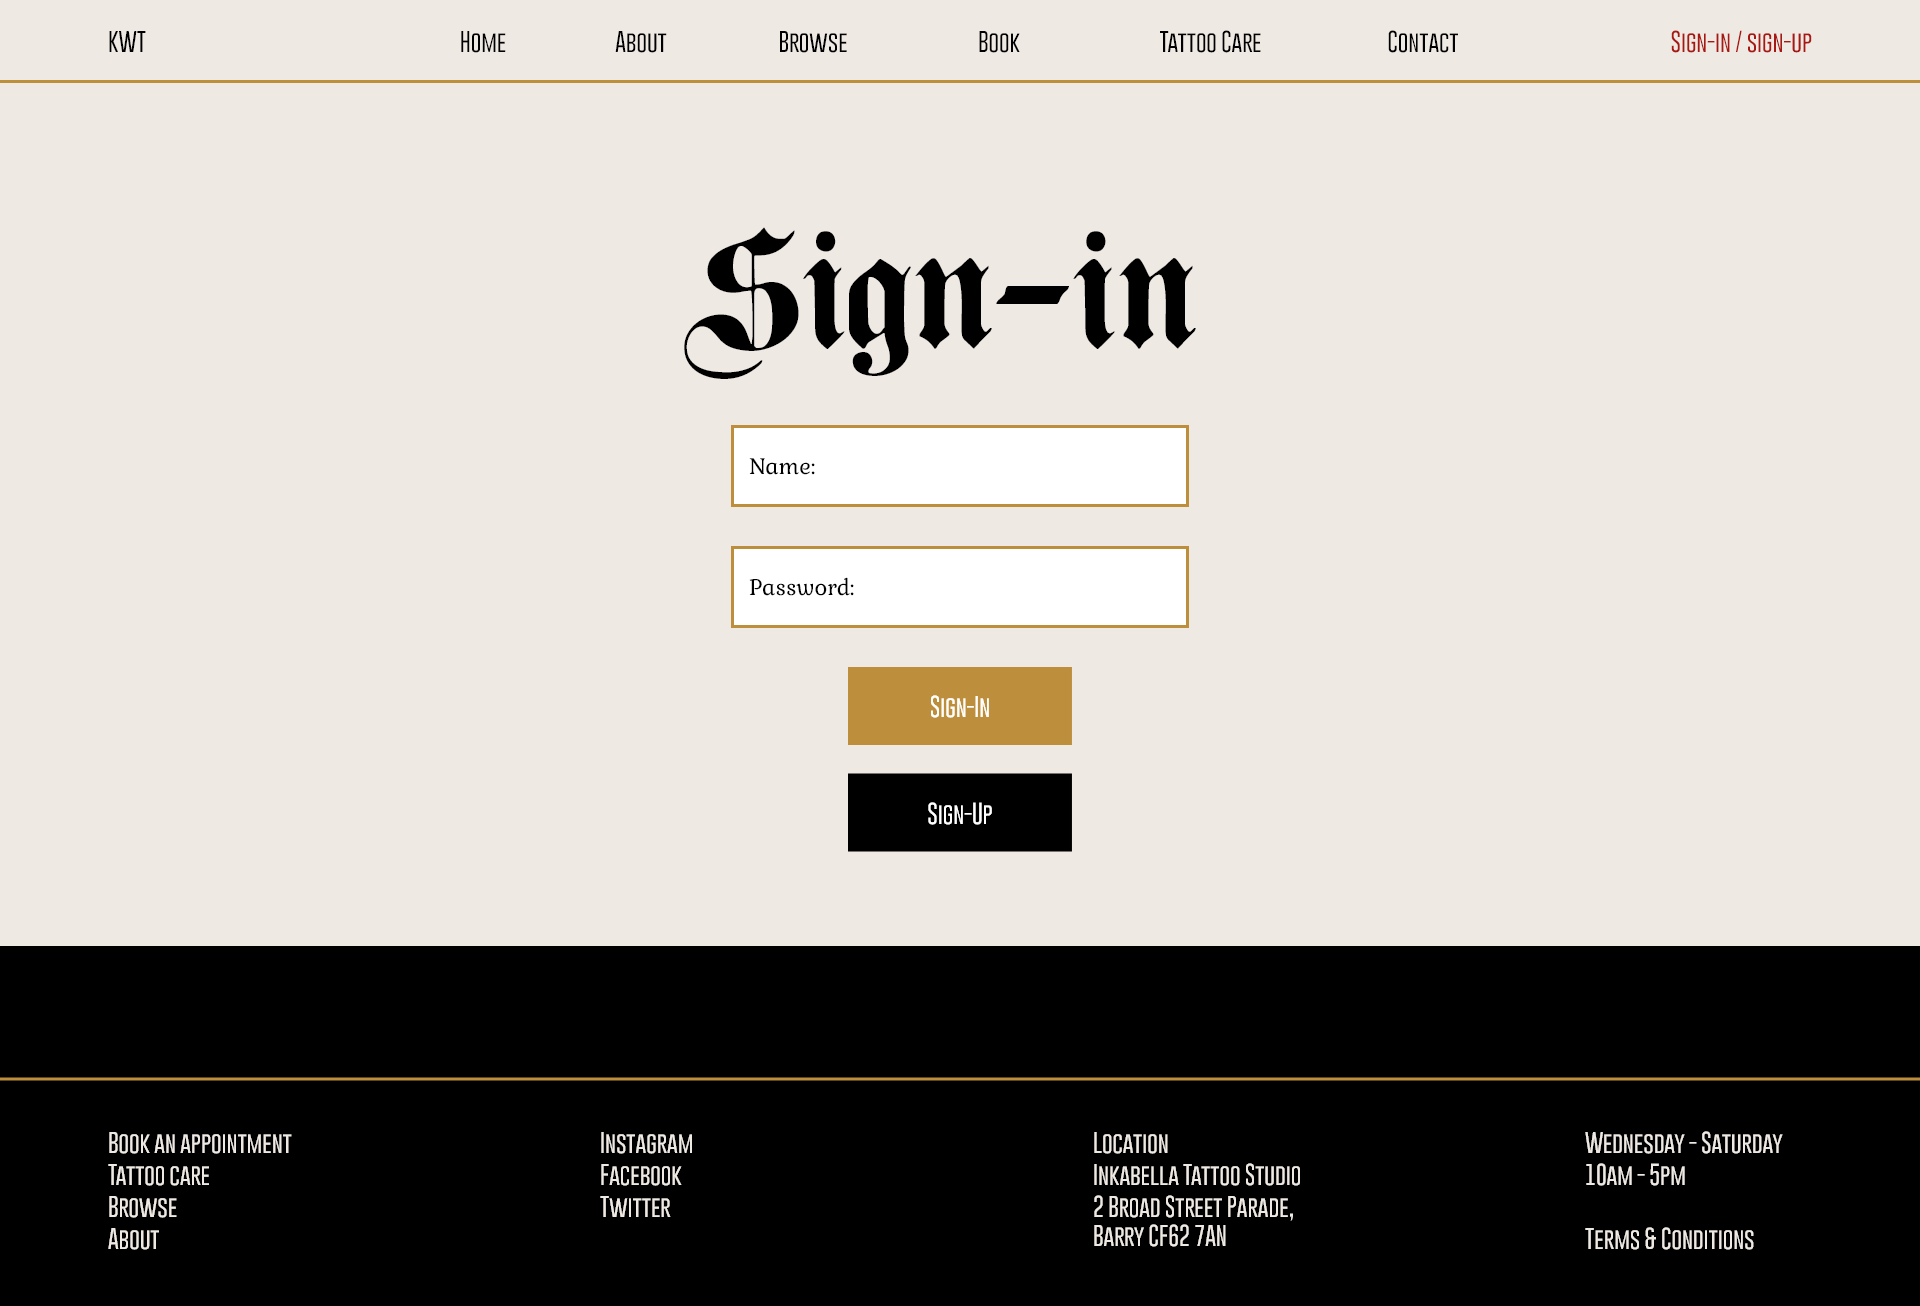 KWT
Home
About
Browse
Book
Tattoo Care
Contact
Sign-in / sign-up
Sign-in
Name:
Password:
Sign-In
Sign-Up
Book an appointment
Tattoo care
Browse
About
Instagram
Facebook
Twitter
Location
Inkabella Tattoo Studio
2 Broad Street Parade,
Barry CF62 7AN
Wednesday - Saturday
10am - 5pm
Terms & Conditions